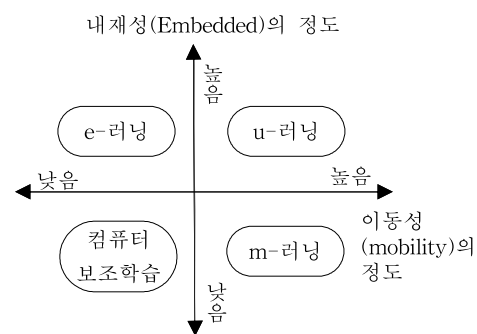 내재성(Embedded)의 정도
높음
e-러닝
u-러닝
낮음
높음
컴퓨터
보조학습
m-러닝
이동성
(mobility)의
정도
낮음